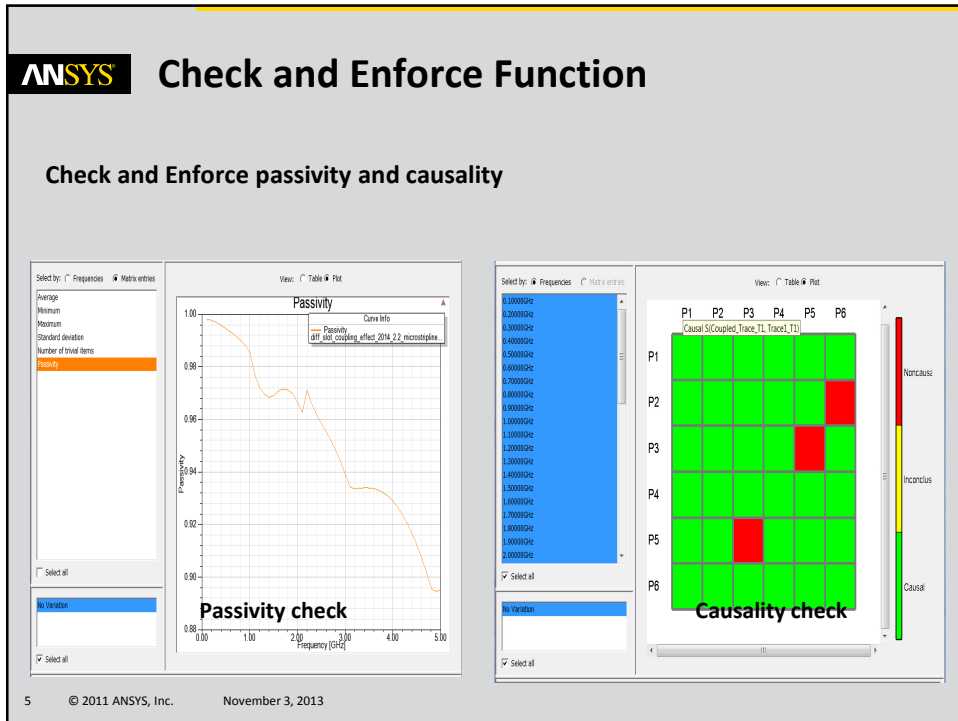 ANSYS
Check and Enforce Function
Check and Enforce passivity and causality
Select by: Frequencies Matrix entries
Average
Minimum
Maximum
Standard deviation
Number of trivial items
Passivity
Select all
No Variation
Select all
View: Table Plot
Passivity
Curve Info
Passivity
diff_slot_coupling_effect_2014_2.2_microstripline...
Passivity
1.00
0.98
0.96
0.94
0.92
0.90
0.88
0.00 1.00 2.00 3.00 4.00 5.00
Frequency [GHz]
Passivity check
Select by: Frequencies Matrix entries
0.10000GHz
0.20000GHz
0.30000GHz
0.40000GHz
0.50000GHz
0.60000GHz
0.70000GHz
0.80000GHz
0.90000GHz
1.00000GHz
1.10000GHz
1.20000GHz
1.30000GHz
1.40000GHz
1.50000GHz
1.60000GHz
1.70000GHz
1.80000GHz
1.90000GHz
2.00000GHz
Select all
No Variation
Select all
View: Table Plot
P1 P2 P3 P4 P5 P6
Causal S(Coupled_Trace_T1, Trace1_T1)
P1
P2
P3
P4
P5
P6
Noncausa
Inconclus
Causal
Causality check
5 © 2011 ANSYS, Inc. November 3, 2013